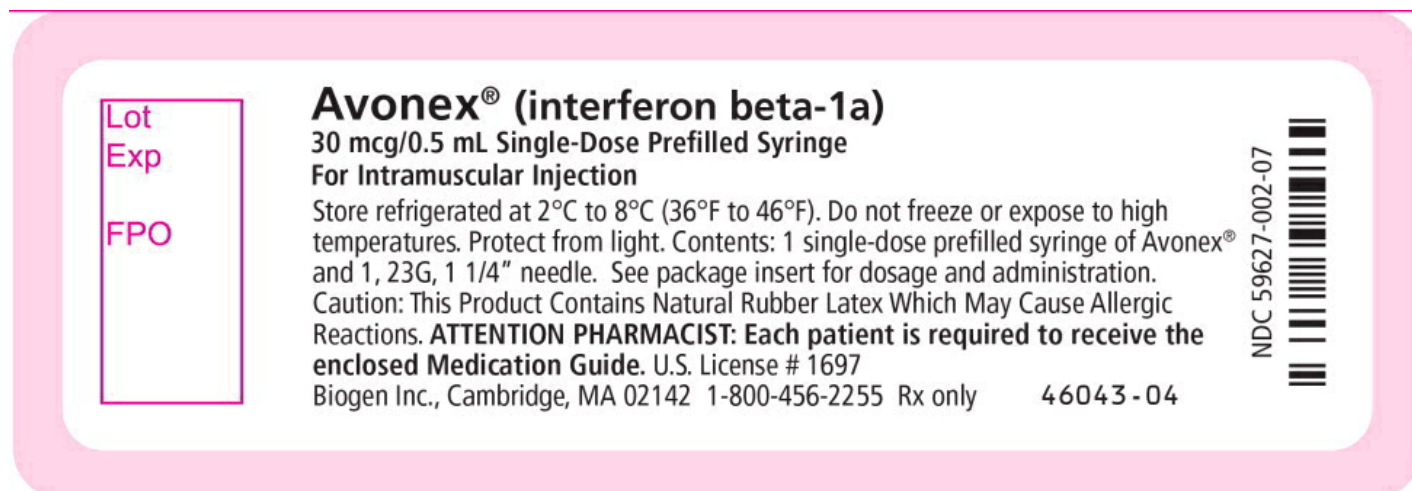 Lot
Exp
FPO
Avonex® (interferon beta-1a)
30 mcg/0.5 mL Single-Dose Prefilled Syringe
For Intramuscular Injection
Store refrigerated at 2°C to 8°C (36°F to 46°F). Do not freeze or expose to high
temperatures. Protect from light. Contents: 1 single-dose prefilled syringe of Avonex®
and 1, 23G, 1 1/4” needle. See package insert for dosage and administration.
Caution: This Product Contains Natural Rubber Latex Which May Cause Allergic
Reactions. ATTENTION PHARMACIST: Each patient is required to receive the
enclosed Medication Guide. U.S. License # 1697
Biogen Inc., Cambridge, MA 02142 1-800-456-2255 Rx only 46043-04
NDC 59627-002-07